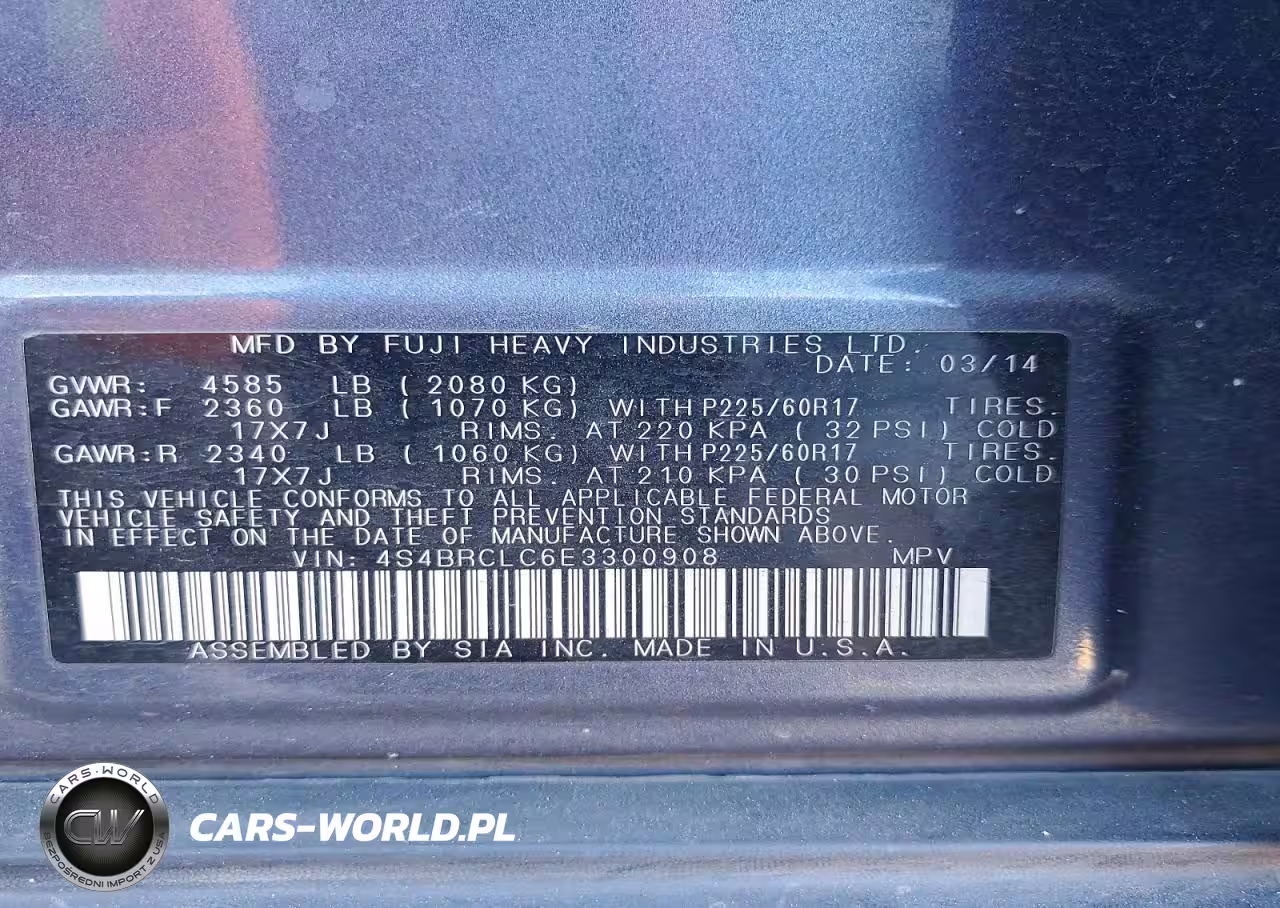 MFD BY FUJI HEAVY INDUSTRIES LTD.
DATE: 03/14
GVWR: 4585 LB ( 2080 KG)
GAWR:F 2360 LB ( 1070 KG) WITH P225/60R17 TIRES.
17X7J RIMS. AT 220 KPA ( 32 PSI) COLD
GAWR:R 2340 LB ( 1060 KG) WITH P225/60R17 TIRES.
17X7J RIMS. AT 210 KPA ( 30 PSI) COLD
THIS VEHICLE CONFORMS TO ALL APPLICABLE FEDERAL MOTOR
VEHICLE SAFETY AND THEFT PREVENTION STANDARDS
IN EFFECT ON THE DATE OF MANUFACTURE SHOWN ABOVE.
VIN: 4S4BRCLC6E3300908 MPV
ASSEMBLED BY SIA INC. MADE IN U.S.A.
CARS-WORLD
CW
BEZPOŚREDNI IMPORT Z USA
CARS-WORLD.PL